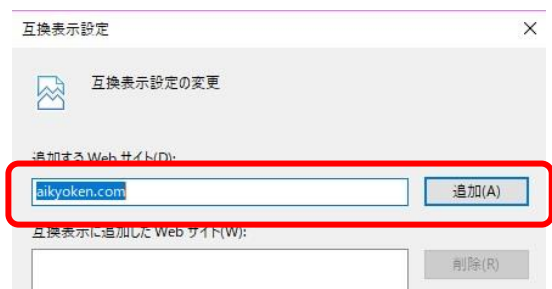 互換表示設定
互換表示設定の変更
追加する Web サイト(D):
aikyoken.com
追加(A)
互換表示に追加した Web サイト(W):
削除(R)